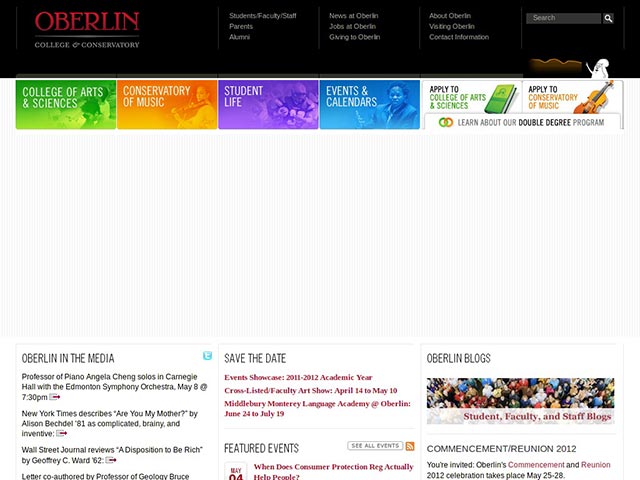 OBERLIN
COLLEGE & CONSERVATORY
Students/Faculty/Staff
Parents
Alumni
News at Oberlin
Jobs at Oberlin
Giving to Oberlin
About Oberlin
Visiting Oberlin
Contact Information
Search
COLLEGE OF ARTS
& SCIENCES
CONSERVATORY
OF MUSIC
STUDENT
LIFE
EVENTS &
CALENDARS
APPLY TO
COLLEGE OF ARTS
& SCIENCES
APPLY TO
CONSERVATORY
OF MUSIC
LEARN ABOUT OUR DOUBLE DEGREE PROGRAM
OBERLIN IN THE MEDIA
Professor of Piano Angela Cheng solos in Carnegie
Hall with the Edmonton Symphony Orchestra, May 8 @
7:30pm
New York Times describes “Are You My Mother?” by
Alison Bechdel '81 as complicated, brainy, and
inventive:
Wall Street Journal reviews “A Disposition to Be Rich”
by Geoffrey C. Ward '62:
Letter co-authored by Professor of Geology Bruce
SAVE THE DATE
Events Showcase: 2011-2012 Academic Year
Cross-Listed/Faculty Art Show: April 14 to May 10
Middlebury Monterey Language Academy @ Oberlin:
June 24 to July 19
FEATURED EVENTS
SEE ALL EVENTS
MAY
04
When Does Consumer Protection Reg Actually
Help People?
OBERLIN BLOGS
Student, Faculty, and Staff Blogs
COMMENCEMENT/REUNION 2012
You're invited: Oberlin's Commencement and Reunion
2012 celebration takes place May 25-28.